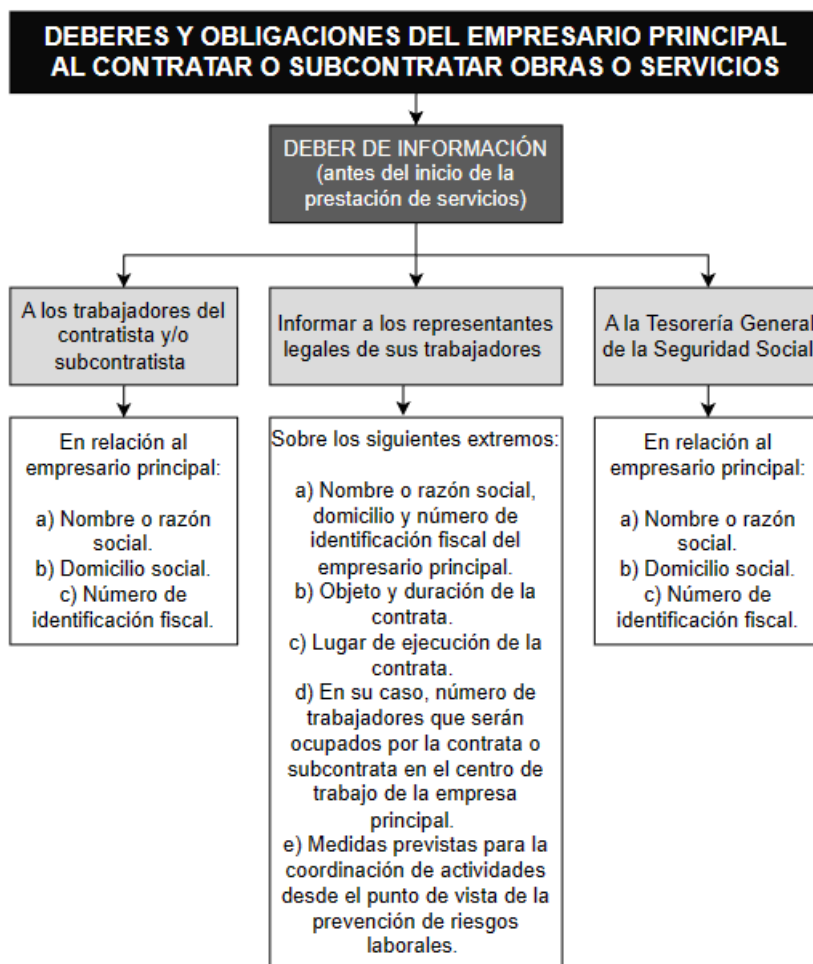 DEBERES Y OBLIGACIONES DEL EMPRESARIO PRINCIPAL
AL CONTRATAR O SUBCONTRATAR OBRAS O SERVICIOS
DEBER DE INFORMACIÓN
(antes del inicio de la
prestación de servicios)
A los trabajadores del
contratista y/o
subcontratista
En relación al
empresario principal:
a) Nombre o razón
social.
b) Domicilio social.
c) Número de
identificación fiscal.
Informar a los representantes
legales de sus trabajadores
Sobre los siguientes extremos:
a) Nombre o razón social,
domicilio y número de
identificación fiscal del
empresario principal.
b) Objeto y duración de la
contrata.
c) Lugar de ejecución de la
contrata.
d) En su caso, número de
trabajadores que serán
ocupados por la contrata o
subcontrata en el centro de
trabajo de la empresa
principal.
e) Medidas previstas para la
coordinación de actividades
desde el punto de vista de la
prevención de riesgos
laborales.
A la Tesorería General
de la Seguridad Social
En relación al
empresario principal:
a) Nombre o razón
social.
b) Domicilio social.
c) Número de
identificación fiscal.